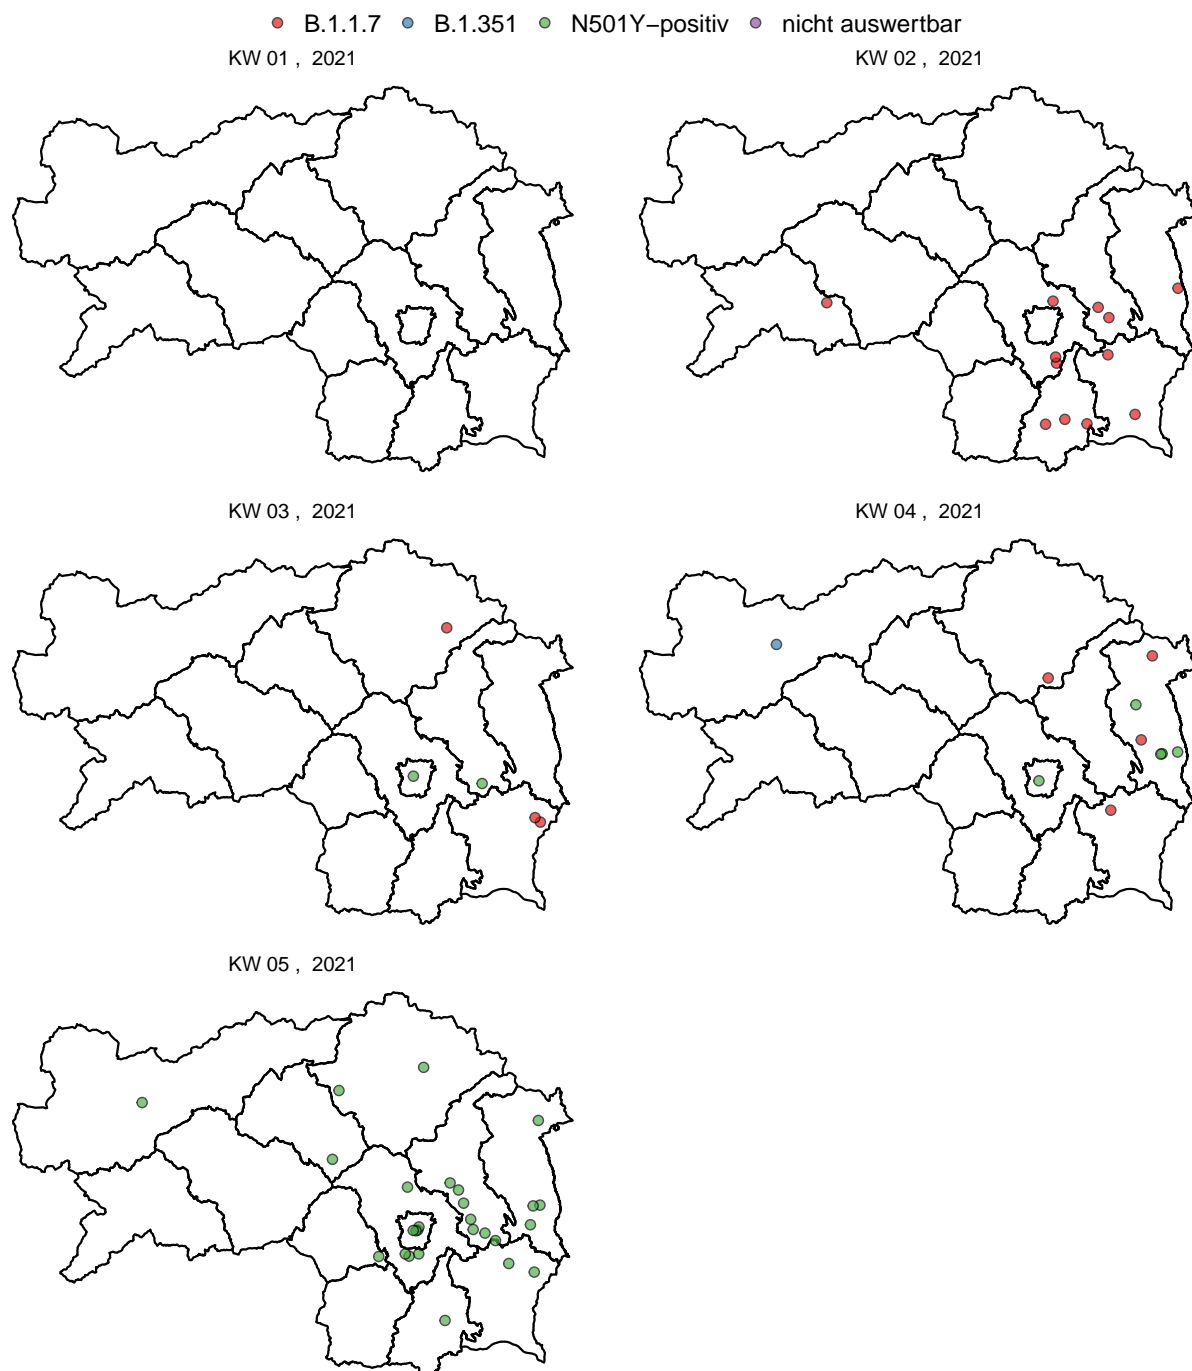 B.1.1.7 B.1.351 N501Y−positiv nicht auswertbar
KW 01 , 2021
KW 02 , 2021
KW 03 , 2021
KW 04 , 2021
KW 05 , 2021